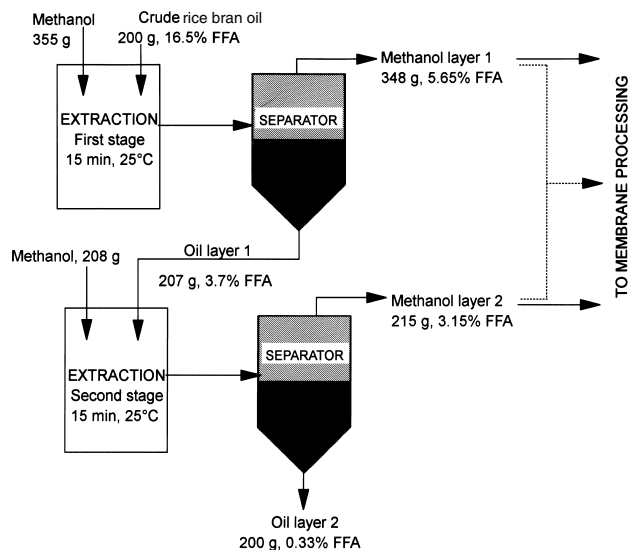 Methanol
355 g
Crude rice bran oil
200 g, 16.5% FFA
EXTRACTION
First stage
15 min, 25°C
SEPARATOR
Methanol layer 1
348 g, 5.65% FFA
TO MEMBRANE PROCESSING
Oil layer 1
207 g, 3.7% FFA
Methanol, 208 g
EXTRACTION
Second stage
15 min, 25°C
SEPARATOR
Methanol layer 2
215 g, 3.15% FFA
Oil layer 2
200 g, 0.33% FFA